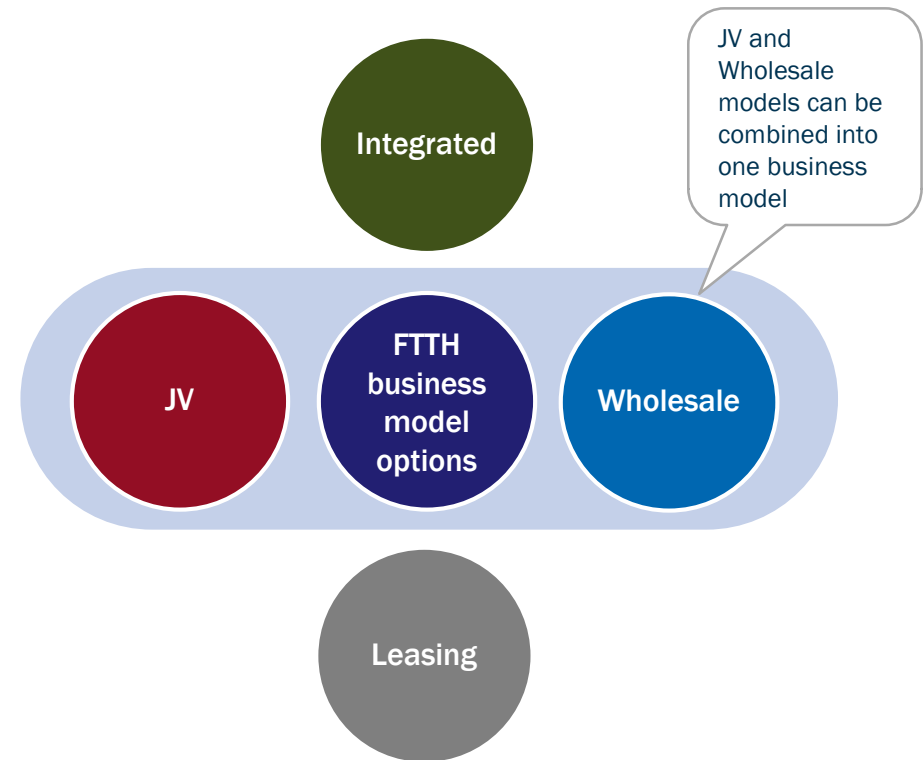 JV and
Wholesale
models can be
combined into
one business
model
Integrated
JV
FTTH
business
model
options
Wholesale
Leasing